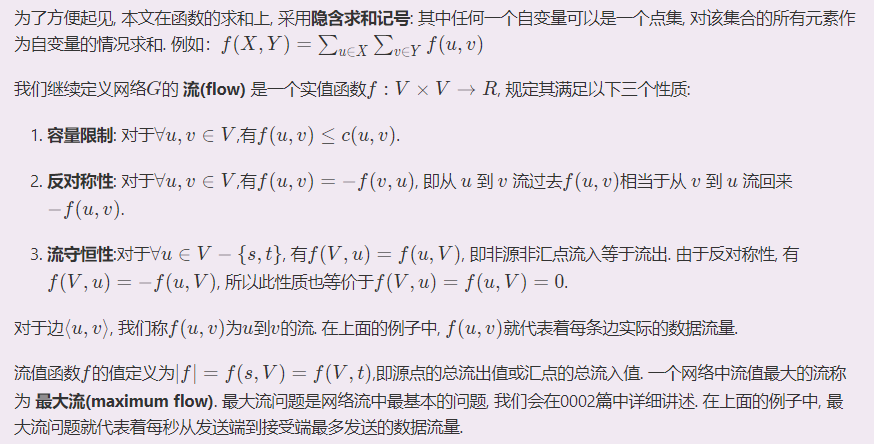 为了方便起见, 本文在函数的求和上, 采用隐含求和记号: 其中任何一个自变量可以是一个点集, 对该集合的所有元素作
为自变量的情况求和. 例如：f(X, Y) = ∑_{u∈X} ∑_{v∈Y} f(u, v)
我们继续定义网络G的 流(flow) 是一个实值函数f : V × V → R, 规定其满足以下三个性质:
1. 容量限制: 对于∀u, v ∈ V,有f(u, v) ≤ c(u, v).
2. 反对称性: 对于∀u, v ∈ V,有f(u, v) = −f(v, u), 即从 u 到 v 流过去f(u, v)相当于从 v 到 u 流回来
−f(u, v).
3. 流守恒性:对于∀u ∈ V − {s, t}, 有f(V, u) = f(u, V), 即非源非汇点流入等于流出. 由于反对称性, 有
f(V, u) = −f(u, V), 所以此性质也等价于f(V, u) = f(u, V) = 0.
对于边⟨u, v⟩, 我们称f(u, v)为u到v的流. 在上面的例子中, f(u, v)就代表着每条边实际的数据流量.
流值函数f的值定义为|f| = f(s, V) = f(V, t),即源点的总流出值或汇点的总流入值. 一个网络中流值最大的流称
为 最大流(maximum flow). 最大流问题是网络流中最基本的问题, 我们会在0002篇中详细讲述. 在上面的例子中, 最
大流问题就代表着每秒从发送端到接受端最多发送的数据流量.